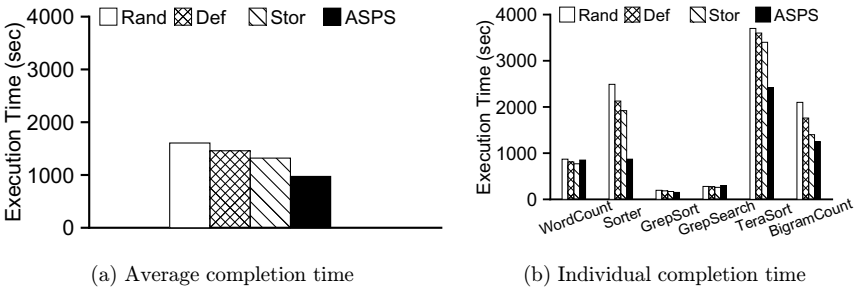 Rand Def Stor ASPS
Execution Time (sec)
4000
3000
2000
1000
0
(a) Average completion time
Rand Def Stor ASPS
Execution Time (sec)
4000
3000
2000
1000
0
WordCount
Sorter
GrepSort
GrepSearch
TeraSort
BigramCount
(b) Individual completion time